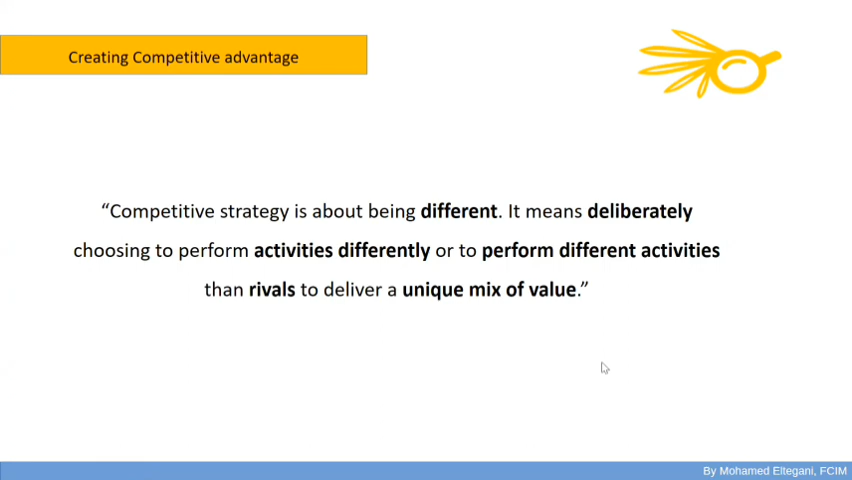 Creating Competitive advantage
“Competitive strategy is about being different. It means deliberately
choosing to perform activities differently or to perform different activities
than rivals to deliver a unique mix of value.”
By Mohamed Eltegani, FCIM